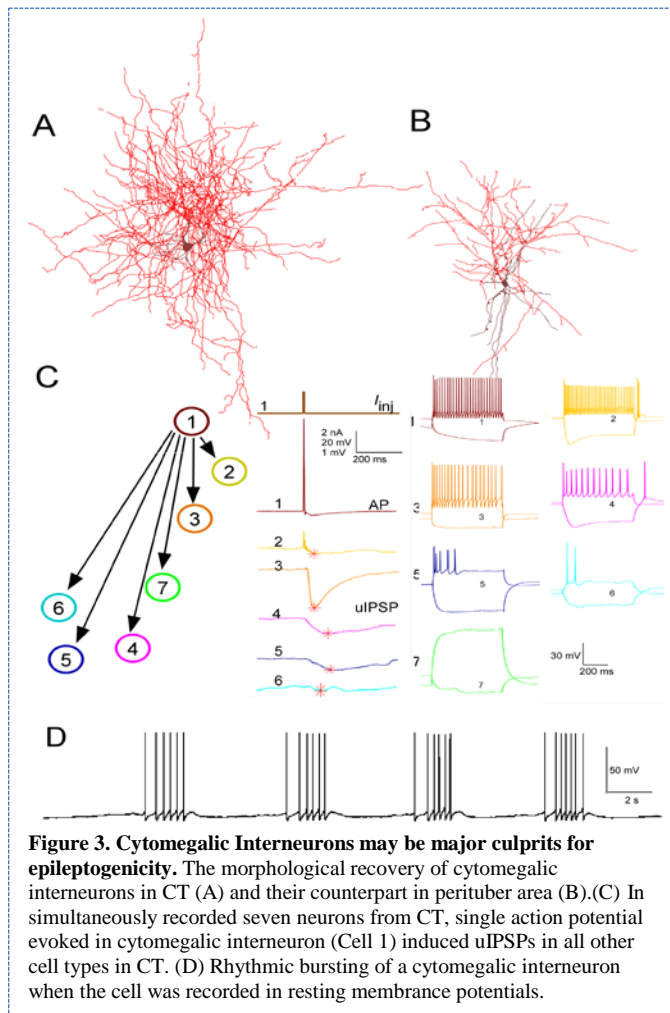 A
B
C
1
2
3
7
6
5
4
1
I inj
2 nA
20 mV
1 mV
200 ms
1
AP
2
3
uIPSP
4
5
6
1
1
2
3
3
4
5
5
6
7
7
30 mV
200 ms
D
50 mV
2 s
Figure 3. Cytomegalic Interneurons may be major culprits for
epileptogenicity. The morphological recovery of cytomegalic
interneurons in CT (A) and their counterpart in perituber area (B).(C) In
simultaneously recorded seven neurons from CT, single action potential
evoked in cytomegalic interneuron (Cell 1) induced uIPSPs in all other
cell types in CT. (D) Rhythmic bursting of a cytomegalic interneuron
when the cell was recorded in resting membrance potentials.